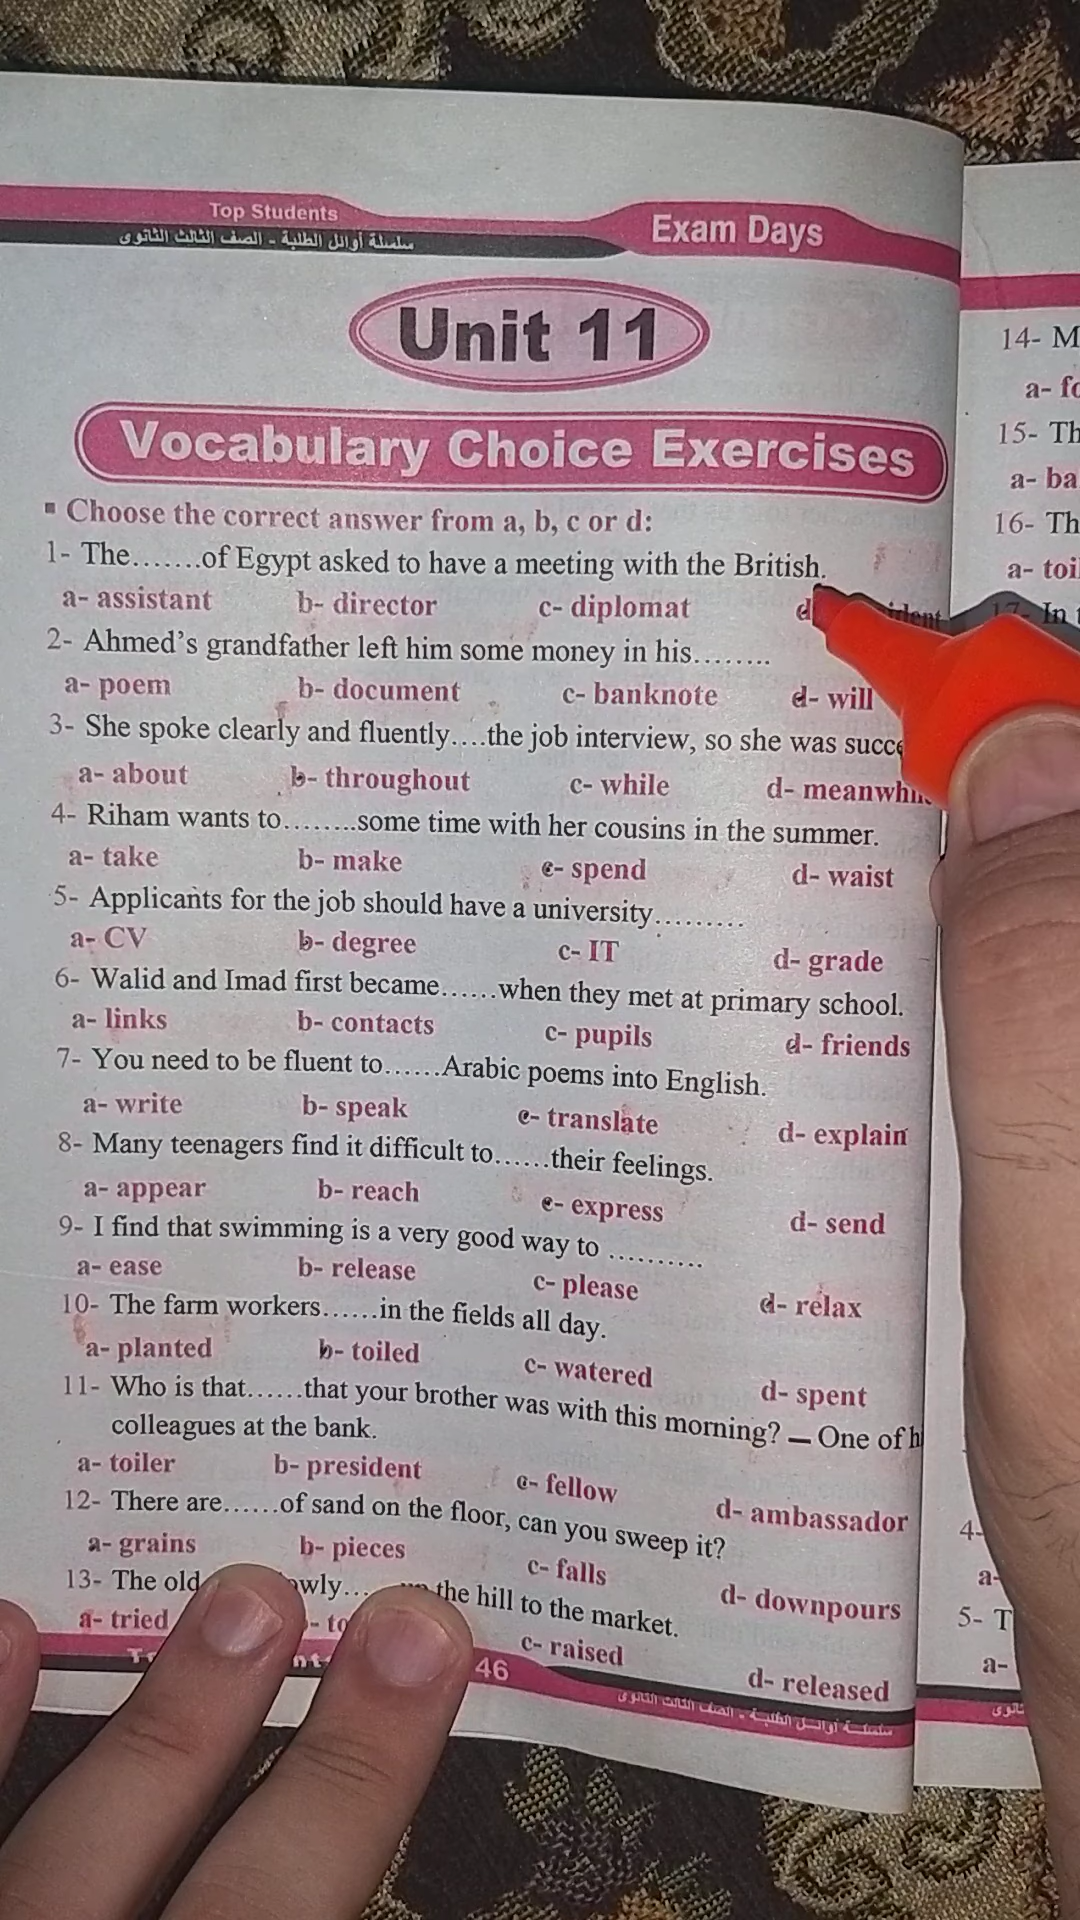 Top Students
سلسلة أوائل الطلبة - الصف الثالث الثانوى
Exam Days
Unit 11
Vocabulary Choice Exercises
▪ Choose the correct answer from a, b, c or d:
1- The.......of Egypt asked to have a meeting with the British.
a- assistant b- director c- diplomat d
2- Ahmed's grandfather left him some money in his........
a- poem b- document c- banknote d- will
3- She spoke clearly and fluently....the job interview, so she was
a- about b- throughout c- while d-
4- Riham wants to........some time with her cousins in the summer.
a- take b- make c- spend d- waist
5- Applicants for the job should have a university.........
a- CV b- degree c- IT d- grade
6- Walid and Imad first became......when they met at primary school.
a- links b- contacts c- pupils d- friends
7- You need to be fluent to......Arabic poems into English.
a- write b- speak c- translate d- explain
8- Many teenagers find it difficult to......their feelings.
a- appear b- reach c- express d- send
9- I find that swimming is a very good way to ..........
a- ease b- release c- please d- relax
10- The farm workers......in the fields all day.
a- planted b- toiled c- watered d- spent
11- Who is that......that your brother was with this morning? – One of
colleagues at the bank.
a- toiler b- president c- fellow d- ambassador
12- There are......of sand on the floor, can you sweep it?
a- grains b- pieces c- falls d- downpours
13- The old the hill to the market.
a- tried c- raised d- released
46
سلسلة أوائل الطلبة - الصف الثالث الثانوى
14-
a-
15-
a-
16-
a-
17- In
4-
a-
5-
a-